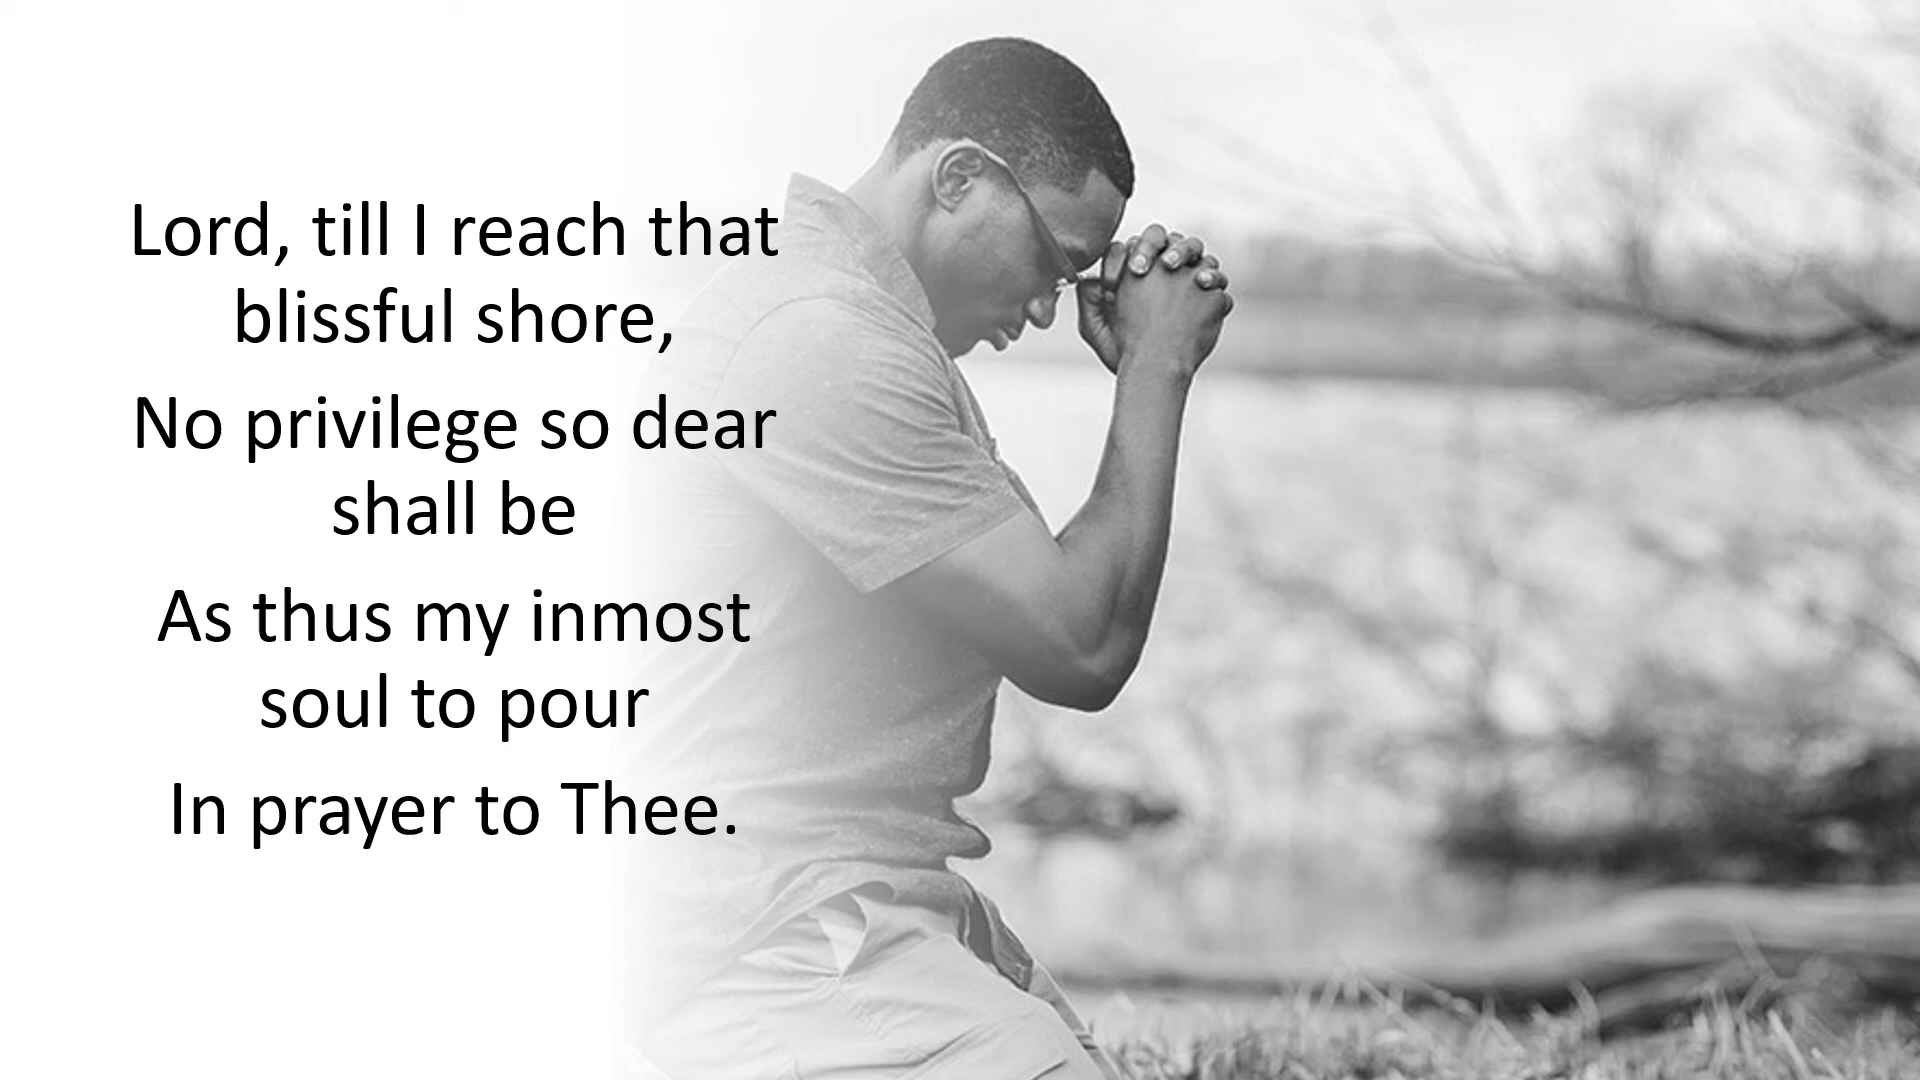 Lord, till I reach that
blissful shore,
No privilege so dear
shall be
As thus my inmost
soul to pour
In prayer to Thee.